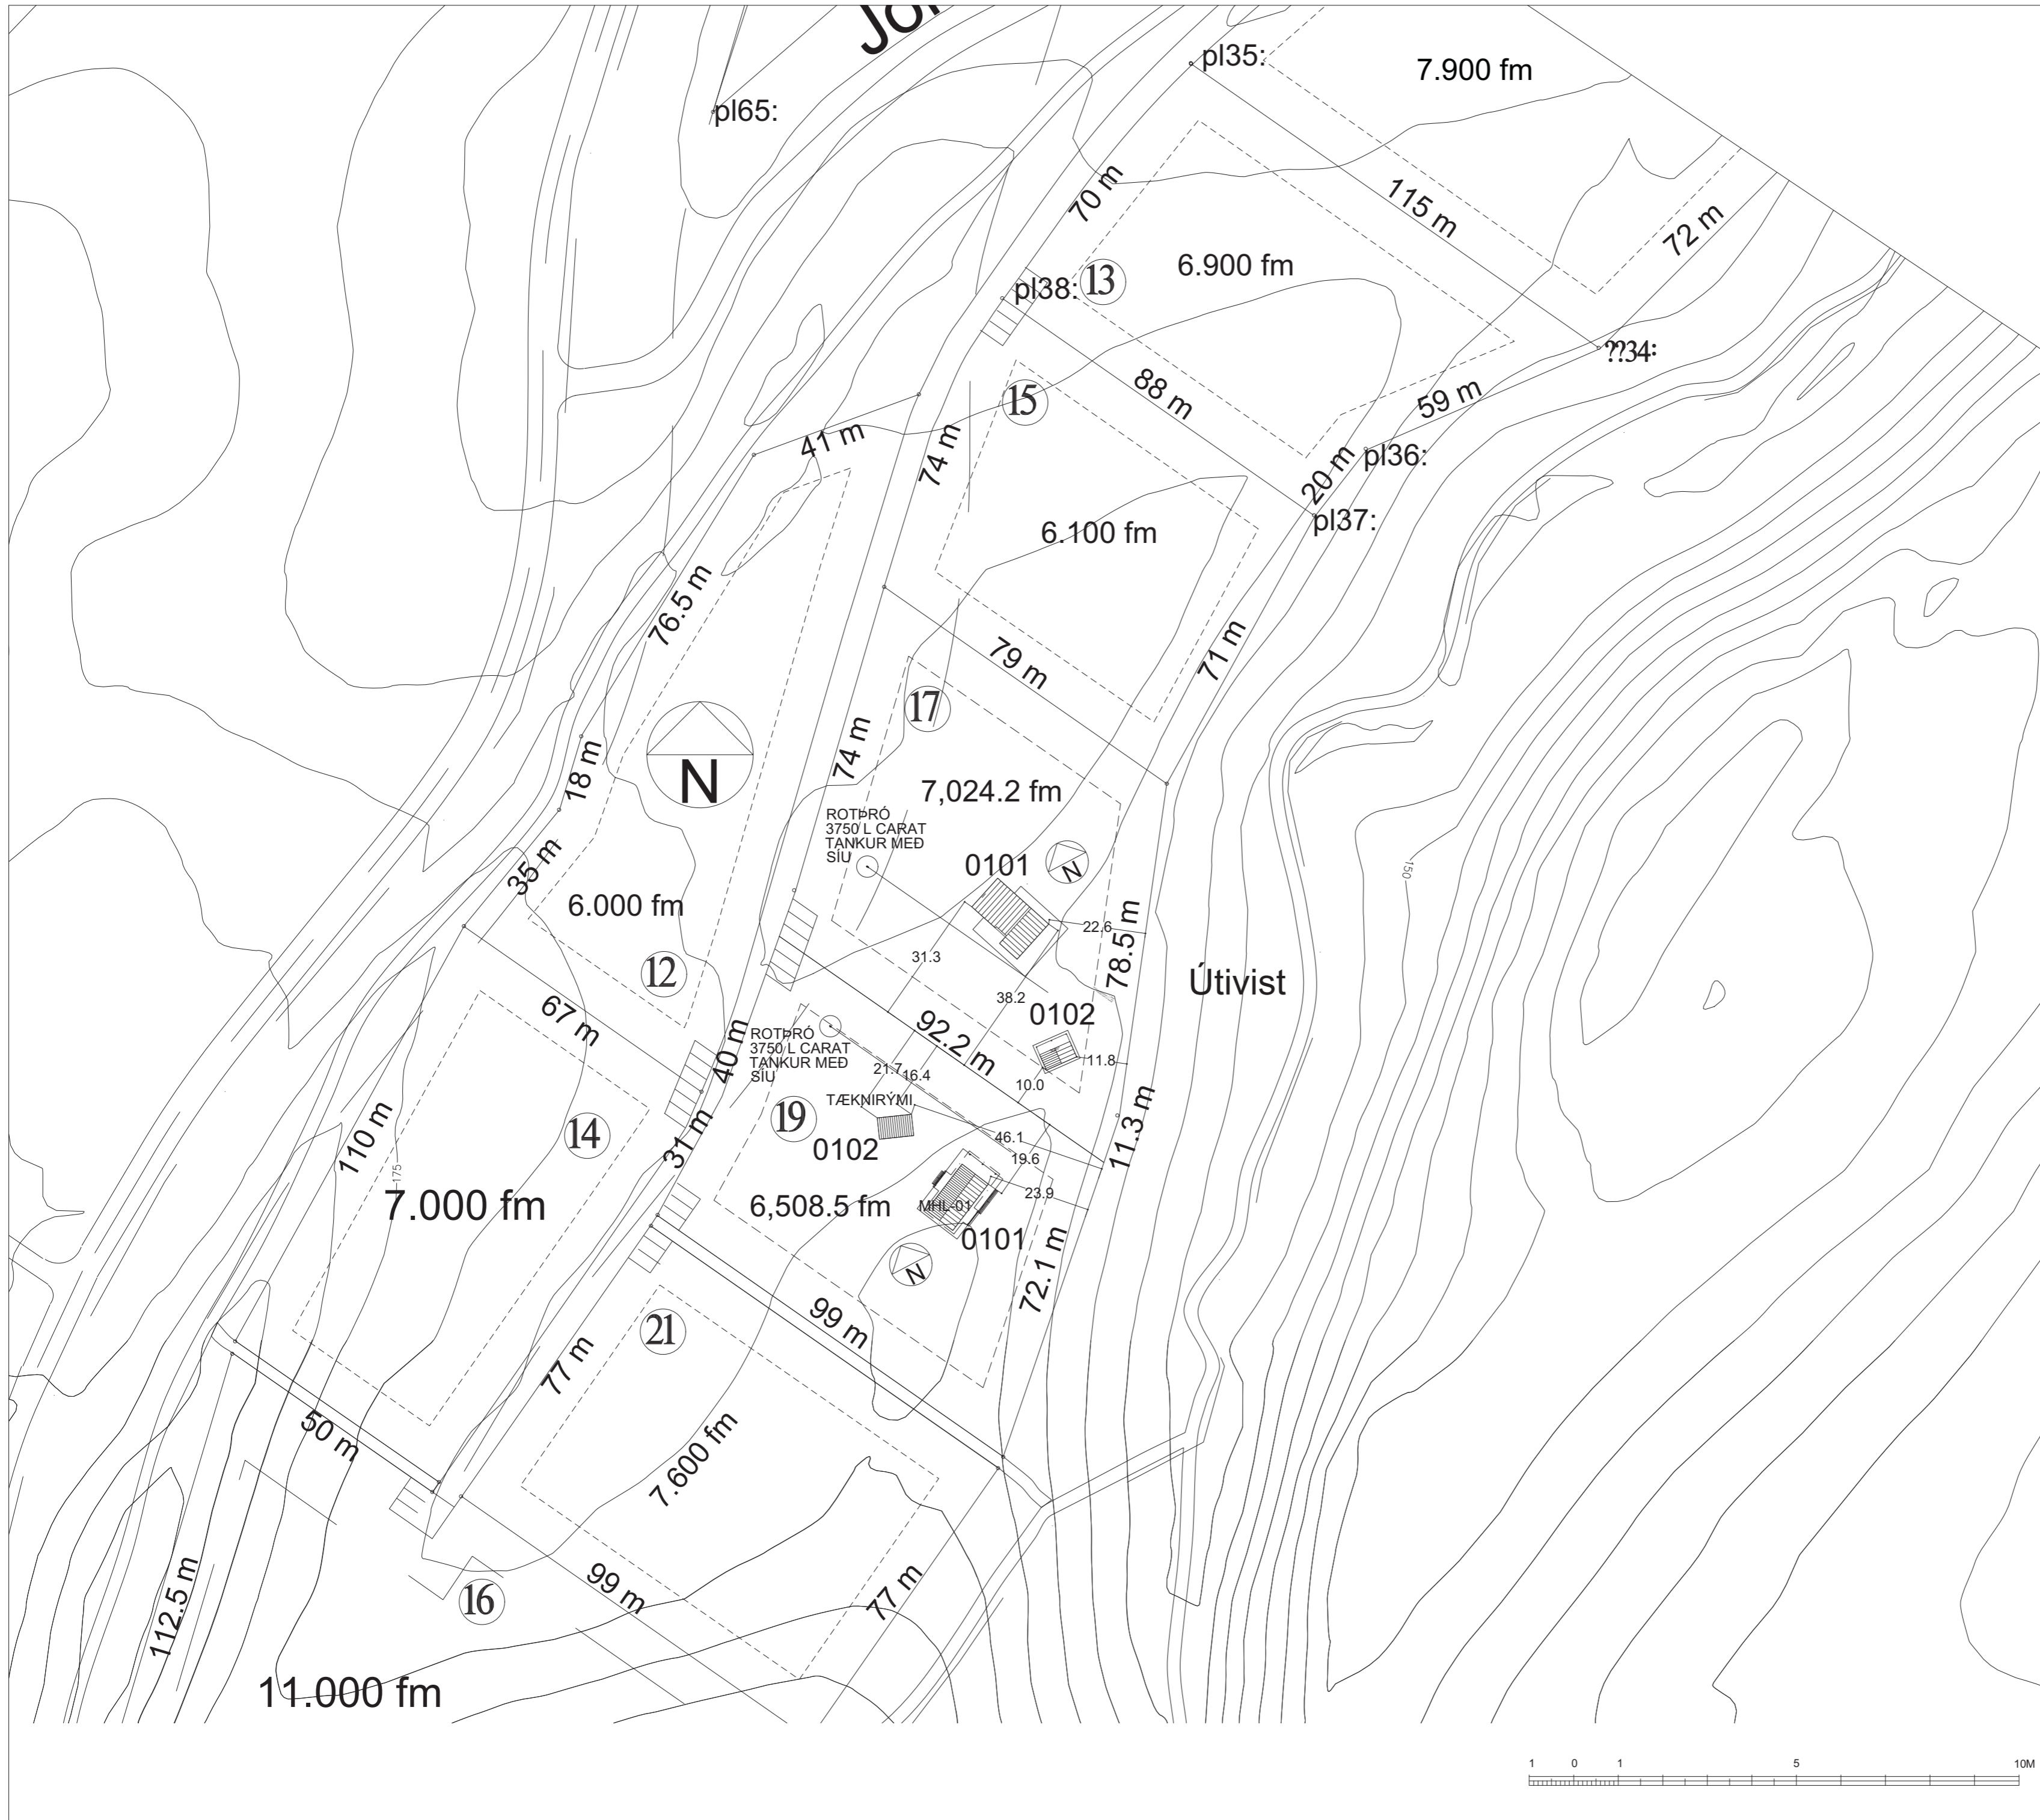 pl65:
pl35:
7.900 fm
70 m
115 m
72 m
6.900 fm
pl38:
13
??34:
15
88 m
59 m
41 m
74 m
pl36:
20 m
pl37:
6.100 fm
76.5 m
71 m
79 m
17
N
18 m
74 m
7,024.2 fm
ROTÞRÓ
3750 L CARAT
TANKUR MEÐ
SÍU
0101
N
35 m
150
6.000 fm
22.6
78.5 m
31.3
12
Útivist
38.2
67 m
0102
92.2 m
40 m
ROTÞRÓ
3750 L CARAT
TANKUR MEÐ
SÍU
21.7
16.4
11.8
10.0
TÆKNIRÝMI
19
11.3 m
14
110 m
31 m
0102
46.1
19.6
175
23.9
7.000 fm
6,508.5 fm
MHL-01
0101
N
72.1 m
99 m
21
77 m
50 m
7.600 fm
99 m
77 m
16
112.5 m
11.000 fm
1 0 1 5 10M